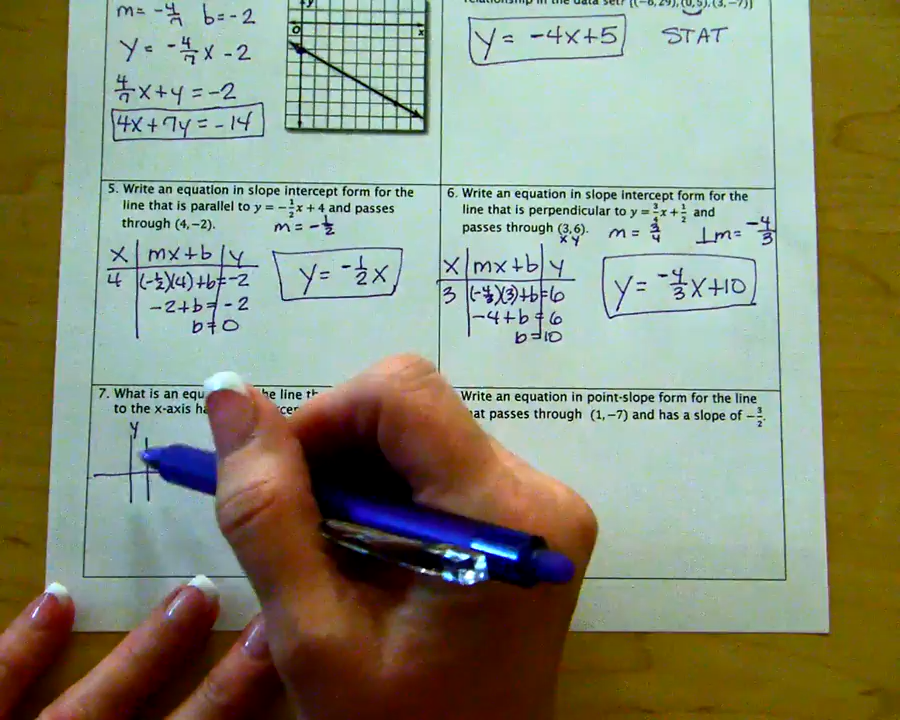 m = -4/7 b = -2
y = -4/7 x - 2
4/7 x + y = -2
4x + 7y = -14
y
0
x
relationship in the data set? {(-6, 29), (0, 5), (3, -7)}
y = -4x + 5 STAT
5. Write an equation in slope intercept form for the
line that is parallel to y = -1/2 x + 4 and passes
through (4, -2). m = -1/2
x mx + b y
4 (-1/2)(4) + b = -2
-2 + b = -2
b = 0
y = -1/2 x
6. Write an equation in slope intercept form for the
line that is perpendicular to y = 3/4 x + 1/2 and
passes through (3, 6). m = 3/4 ⊥m = -4/3
x y
x mx + b y
3 (-4/3)(3) + b = 6
-4 + b = 6
b = 10
y = -4/3 x + 10
7. What is an equ he line th
to the x-axis ha
y
Write an equation in point-slope form for the line
hat passes through (1, -7) and has a slope of -3/2.